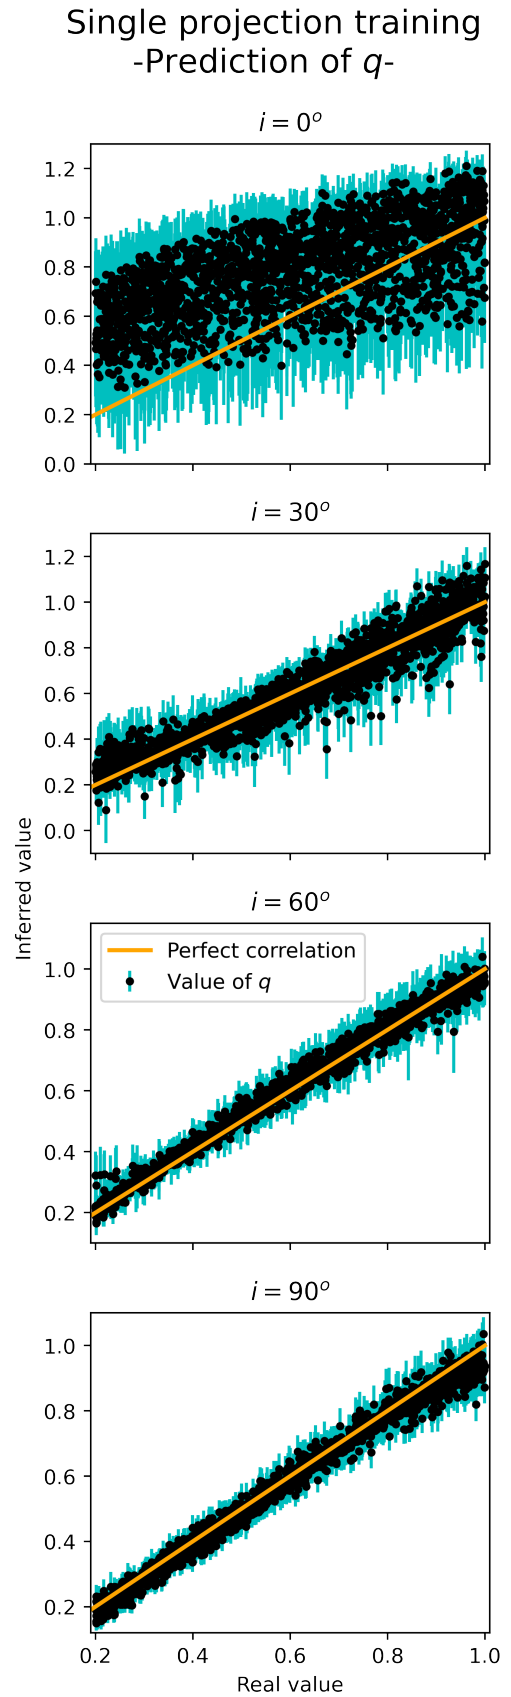 Single projection training
-Prediction of q-
i = 0°
1.2
1.0
0.8
0.6
0.4
0.2
0.0
i = 30°
1.2
1.0
0.8
0.6
0.4
0.2
0.0
Inferred value
i = 60°
Perfect correlation
Value of q
1.0
0.8
0.6
0.4
0.2
i = 90°
1.0
0.8
0.6
0.4
0.2
0.2 0.4 0.6 0.8 1.0
Real value